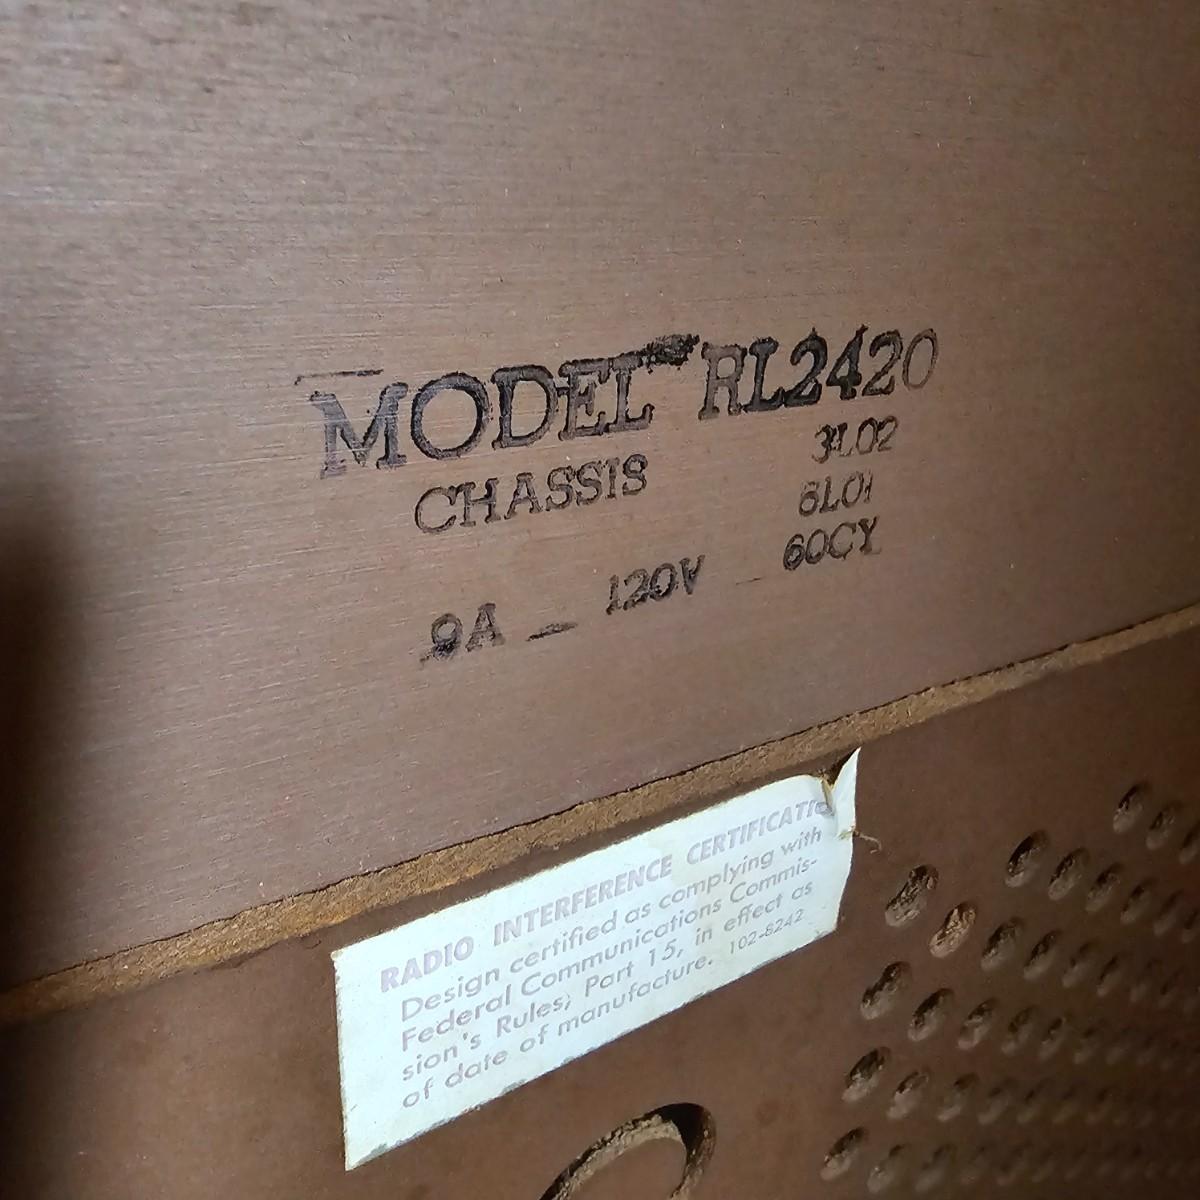 MODEL RL2420
CHASSIS 3L02
6L01
.9A 120V 60CY
RADIO INTERFERENCE CERTIFICATIO
Design certified as complying with
Federal Communications Commis-
sion's Rules, Part 15, in effect as
of date of manufacture. 102-8242